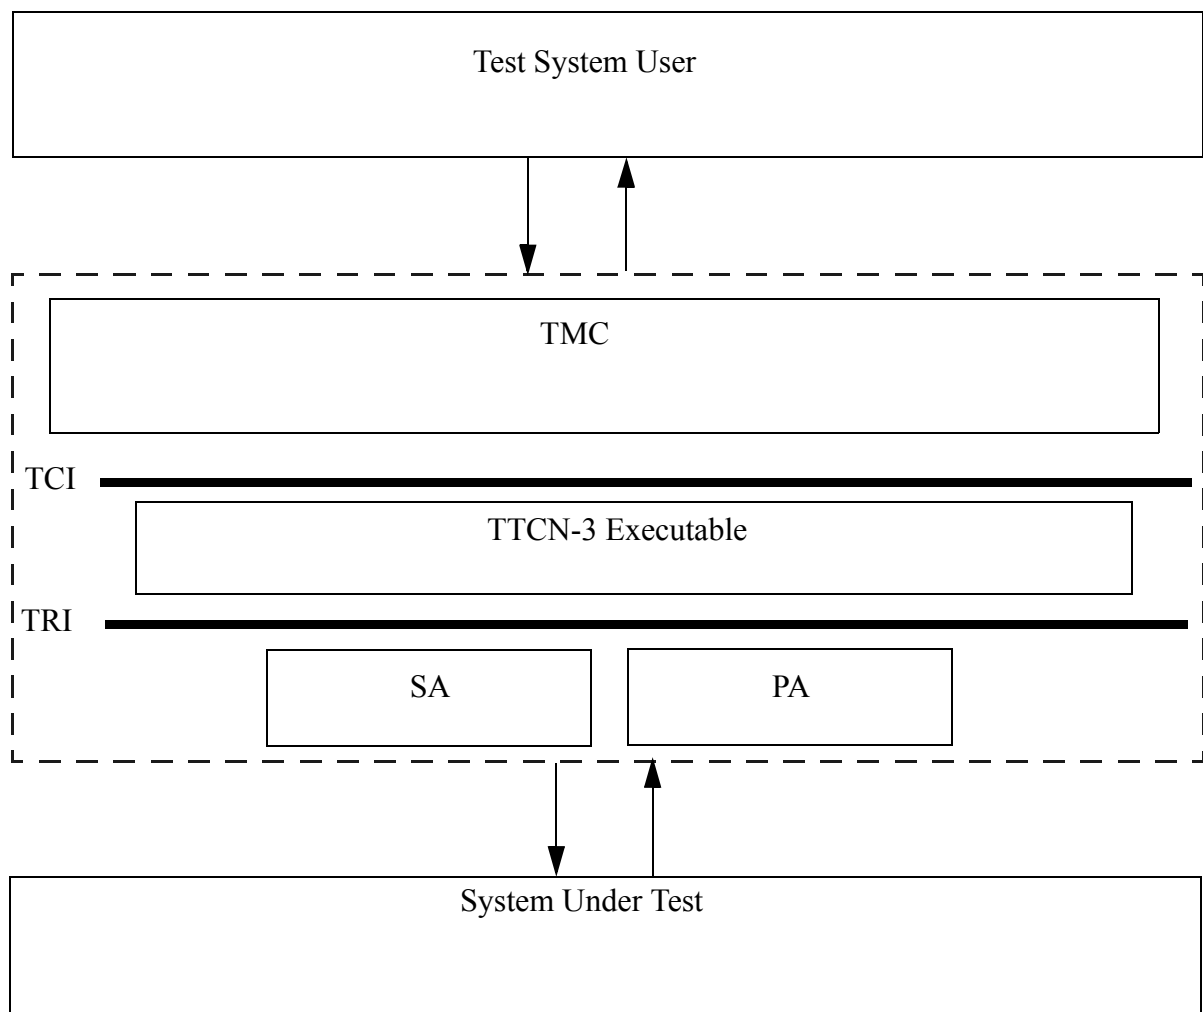 Test System User
TMC
TCI
TTCN-3 Executable
TRI
SA
PA
System Under Test